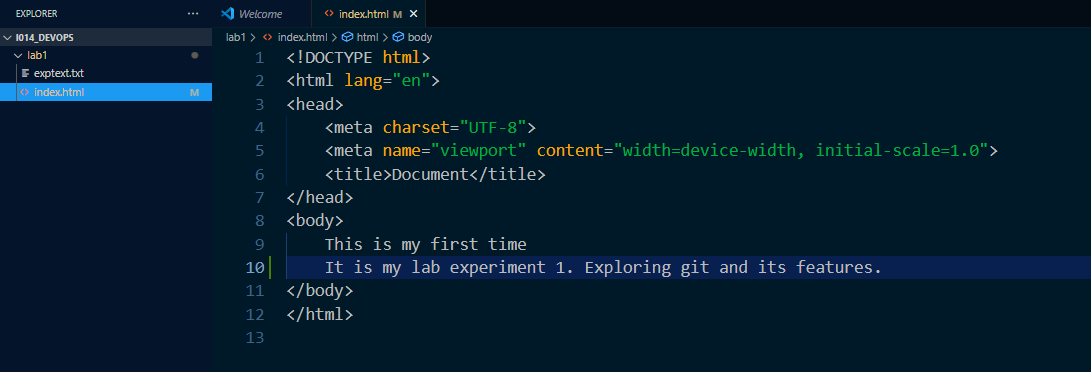 EXPLORER
I014_DEVOPS
lab1
exptext.txt
index.html M
Welcome
index.html M
lab1 > index.html > html > body
1 <!DOCTYPE html>
2 <html lang="en">
3 <head>
4 <meta charset="UTF-8">
5 <meta name="viewport" content="width=device-width, initial-scale=1.0">
6 <title>Document</title>
7 </head>
8 <body>
9 This is my first time
10 It is my lab experiment 1. Exploring git and its features.
11 </body>
12 </html>
13